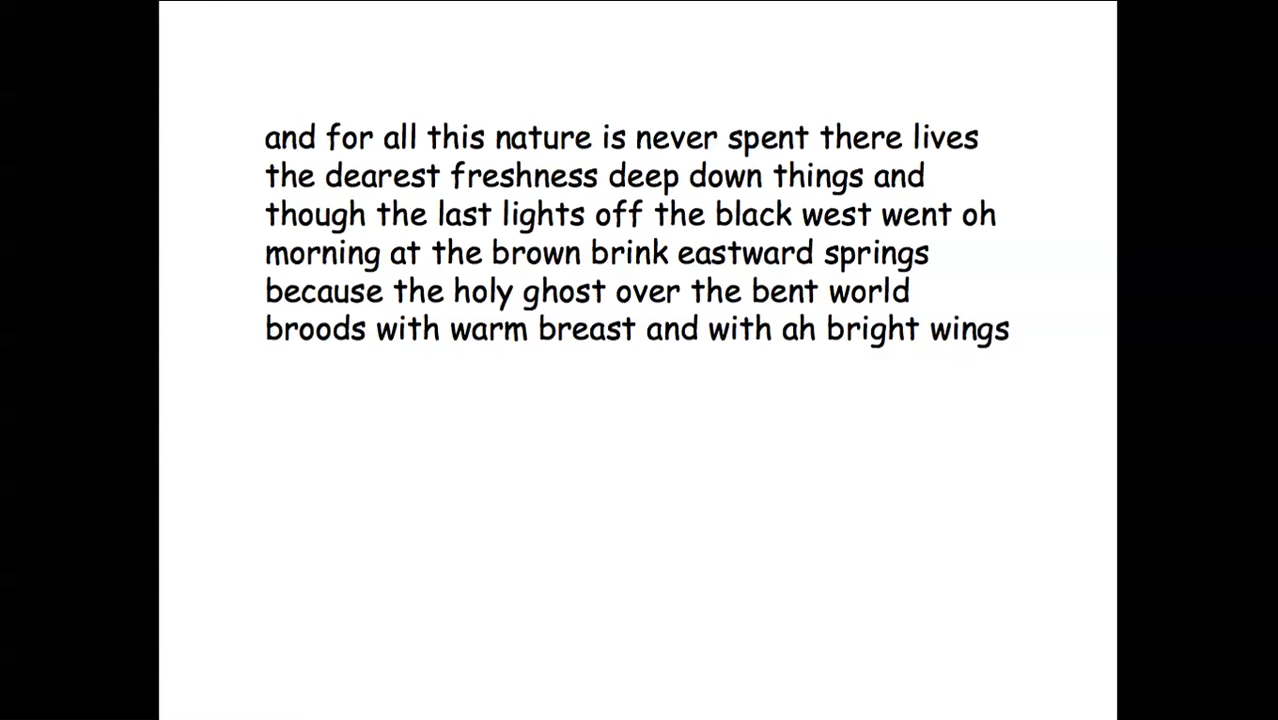 and for all this nature is never spent there lives
the dearest freshness deep down things and
though the last lights off the black west went oh
morning at the brown brink eastward springs
because the holy ghost over the bent world
broods with warm breast and with ah bright wings